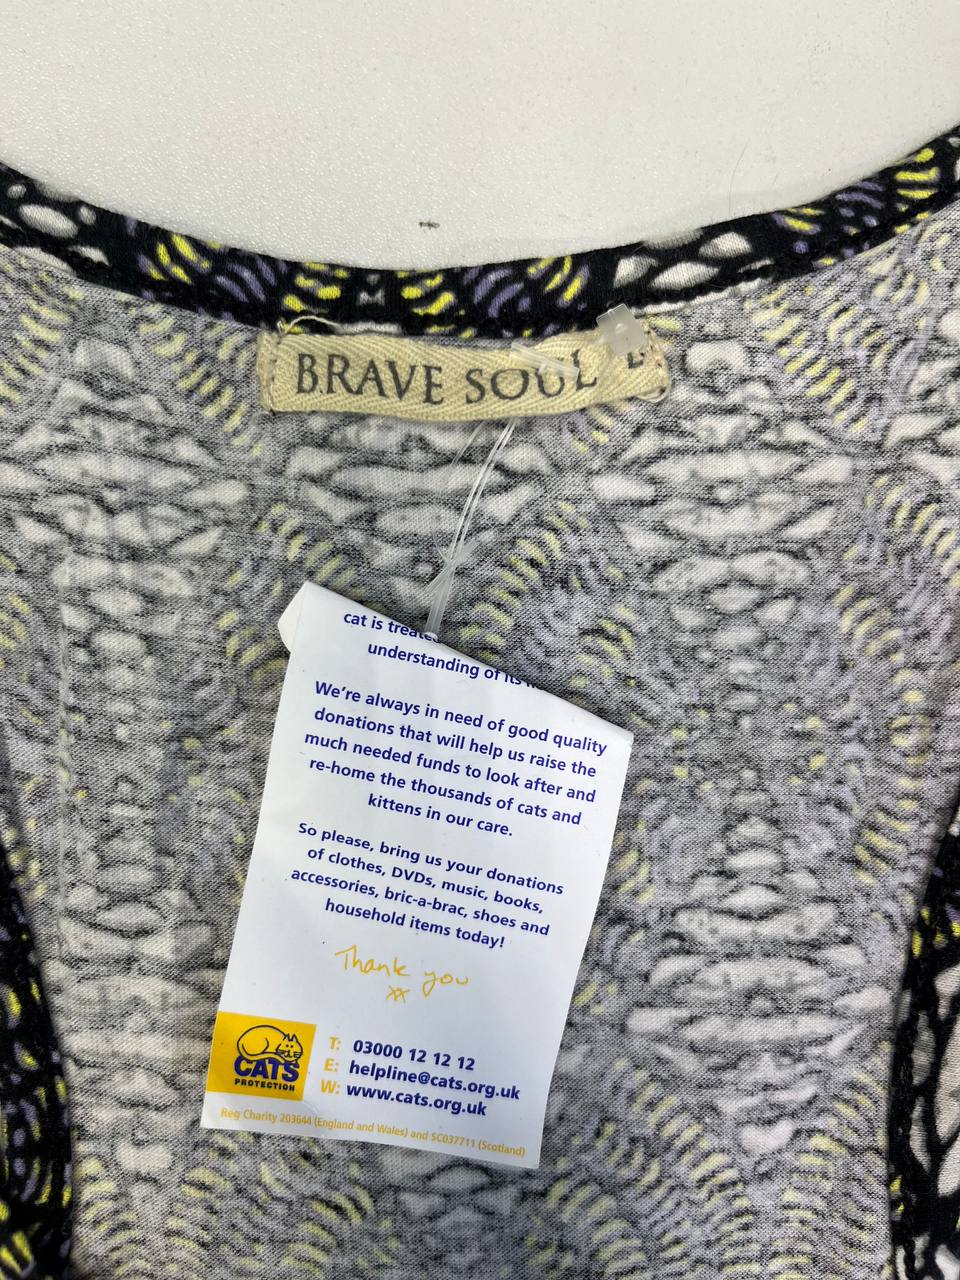 BRAVE SOUL
cat is
understanding of its
We're always in need of good quality
donations that will help us raise the
much needed funds to look after and
re-home the thousands of cats and
kittens in our care.
So please, bring us your donations
of clothes, DVDs, music, books,
accessories, bric-a-brac, shoes and
household items today!
Thank you
xx
CATS
PROTECTION
T: 03000 12 12 12
E: helpline@cats.org.uk
W: www.cats.org.uk
Reg Charity 203644 (England and Wales) and SC037711 (Scotland)